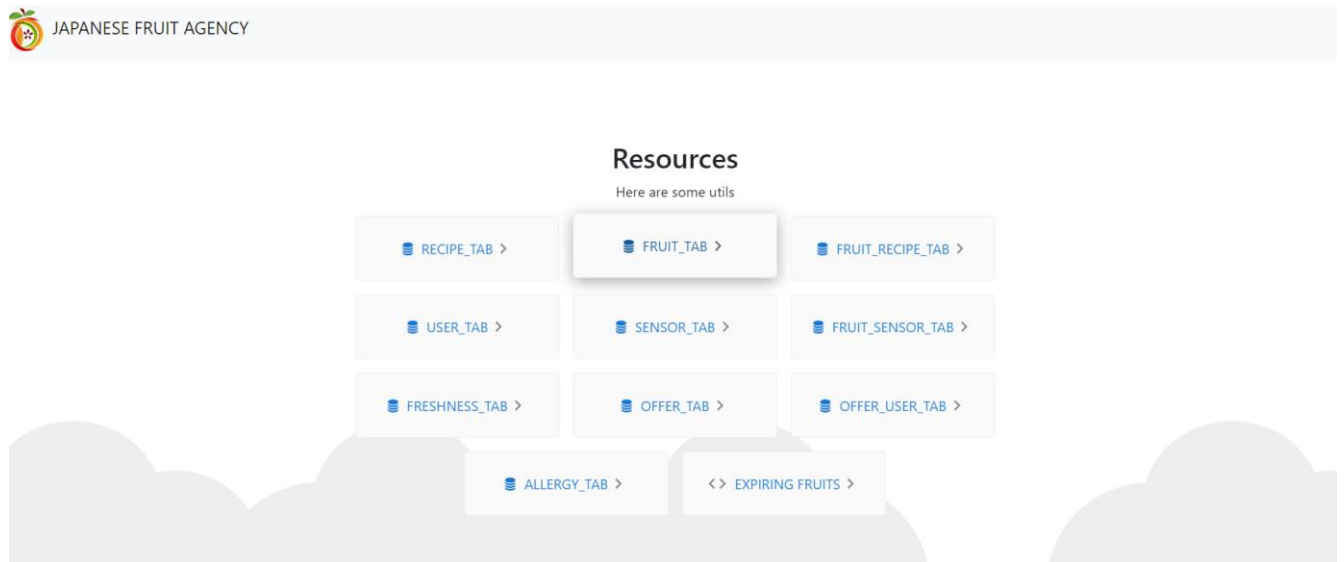 JAPANESE FRUIT AGENCY
Resources
Here are some utils
RECIPE_TAB >
FRUIT_TAB >
FRUIT_RECIPE_TAB >
USER_TAB >
SENSOR_TAB >
FRUIT_SENSOR_TAB >
FRESHNESS_TAB >
OFFER_TAB >
OFFER_USER_TAB >
ALLERGY_TAB >
<> EXPIRING FRUITS >